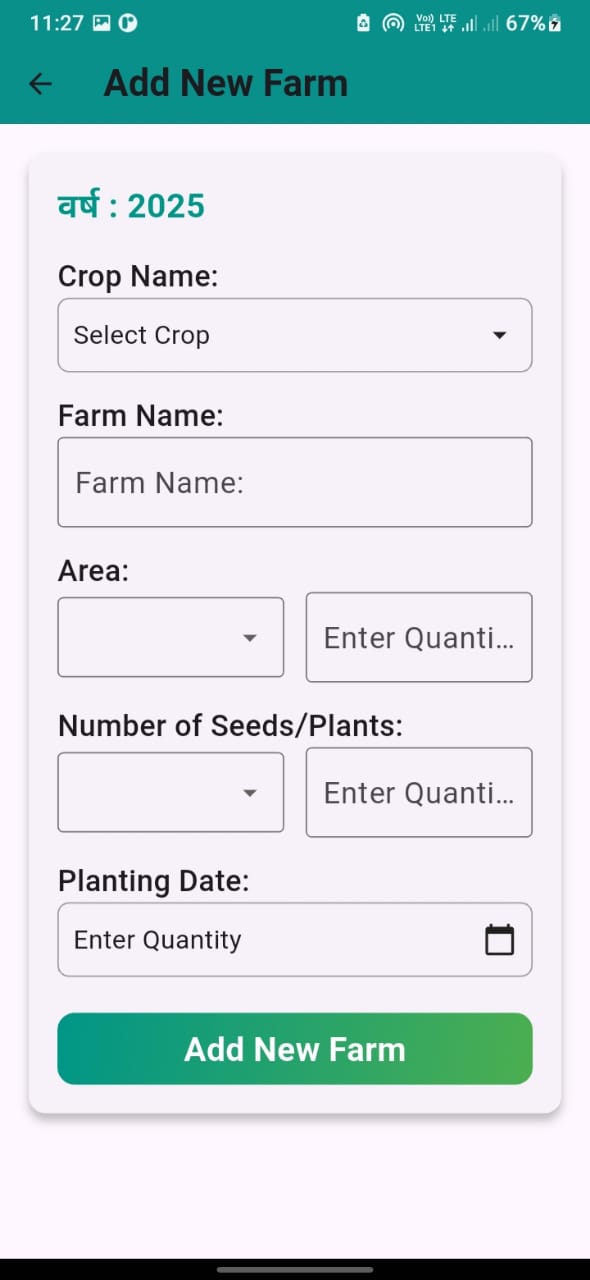 11:27 Vo) LTE LTE1 67%
Add New Farm
वर्ष : 2025
Crop Name:
Select Crop
Farm Name:
Farm Name:
Area:
Enter Quanti...
Number of Seeds/Plants:
Enter Quanti...
Planting Date:
Enter Quantity
Add New Farm